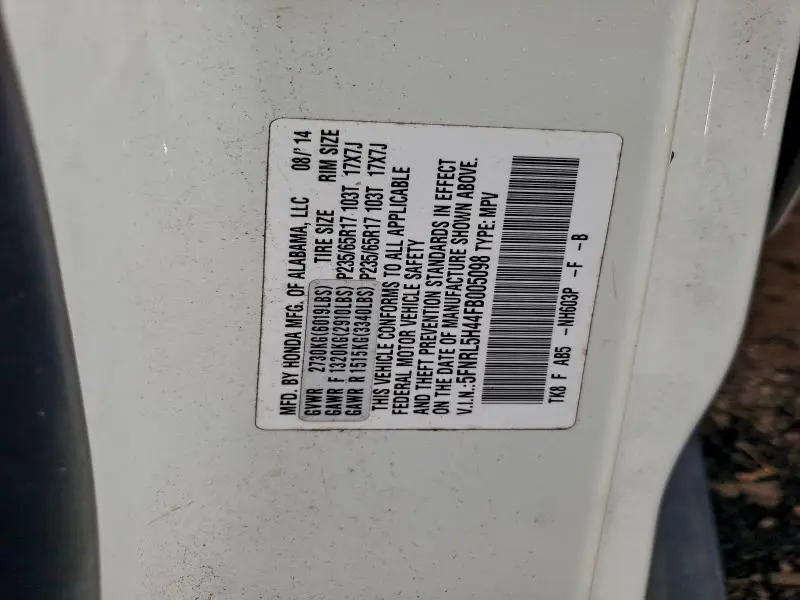 MFD. BY HONDA MFG. OF ALABAMA, LLC 08/'14
GVWR 2730KG(6019LBS) TIRE SIZE RIM SIZE
GAWR F 1320KG(2910LBS) P235/65R17 103T 17X7J
GAWR R 1515KG(3340LBS) P235/65R17 103T 17X7J
THIS VEHICLE CONFORMS TO ALL APPLICABLE
FEDERAL MOTOR VEHICLE SAFETY
AND THEFT PREVENTION STANDARDS IN EFFECT
ON THE DATE OF MANUFACTURE SHOWN ABOVE.
V.I.N.:5FNRL5H44FB005098 TYPE: MPV
TK8 F AB5 -NH603P -F -B